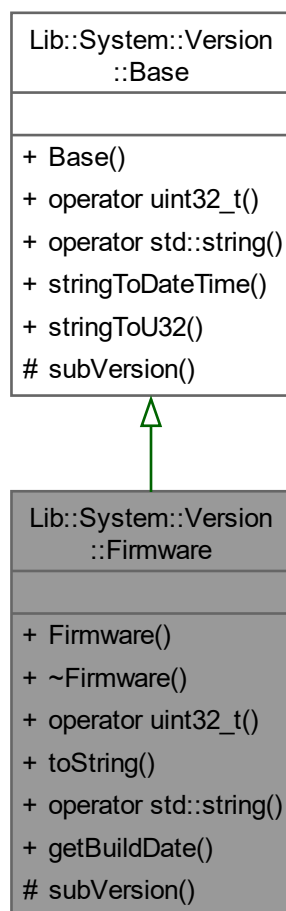 Lib::System::Version
::Base
+ Base()
+ operator uint32_t()
+ operator std::string()
+ stringToDateTime()
+ stringToU32()
# subVersion()
Lib::System::Version
::Firmware
+ Firmware()
+ ~Firmware()
+ operator uint32_t()
+ toString()
+ operator std::string()
+ getBuildDate()
# subVersion()